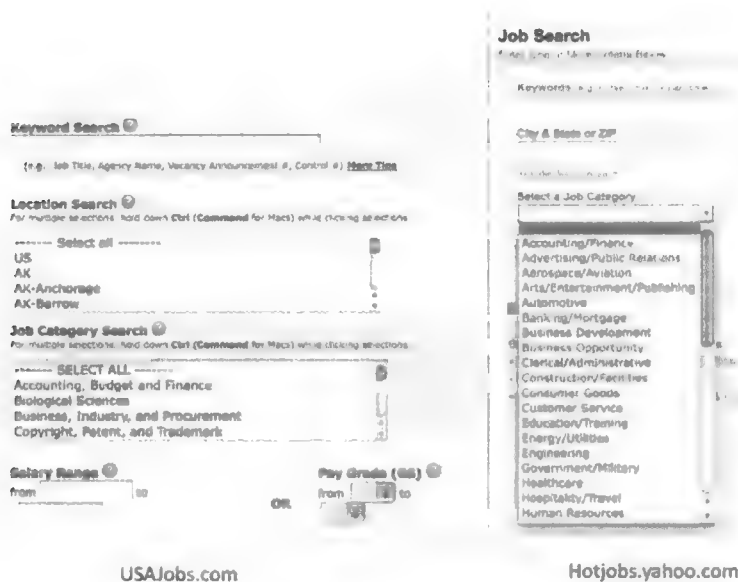 Keyword Search
(e.g. Job Title, Agency Name, Vacancy Announcement #, Control #) More Tips
Location Search
For multiple selections, hold down Ctrl (Command for Macs) while clicking selections
------ Select all -------
US
AK
AK-Anchorage
AK-Barrow
Job Category Search
For multiple selections, hold down Ctrl (Command for Macs) while clicking selections
------ SELECT ALL ------
Accounting, Budget and Finance
Biological Sciences
Business, Industry, and Procurement
Copyright, Patent, and Trademark
Salary Range
from to
OR
Pay Grade (GS)
from to
USAJobs.com
Job Search
Keywords
City & State or ZIP
Select a Job Category
Accounting/Finance
Advertising/Public Relations
Aerospace/Aviation
Arts/Entertainment/Publishing
Automotive
Banking/Mortgage
Business Development
Business Opportunity
Clerical/Administrative
Construction/Facilities
Consumer Goods
Customer Service
Education/Training
Energy/Utilities
Engineering
Government/Military
Healthcare
Hospitality/Travel
Human Resources
Hotjobs.yahoo.com